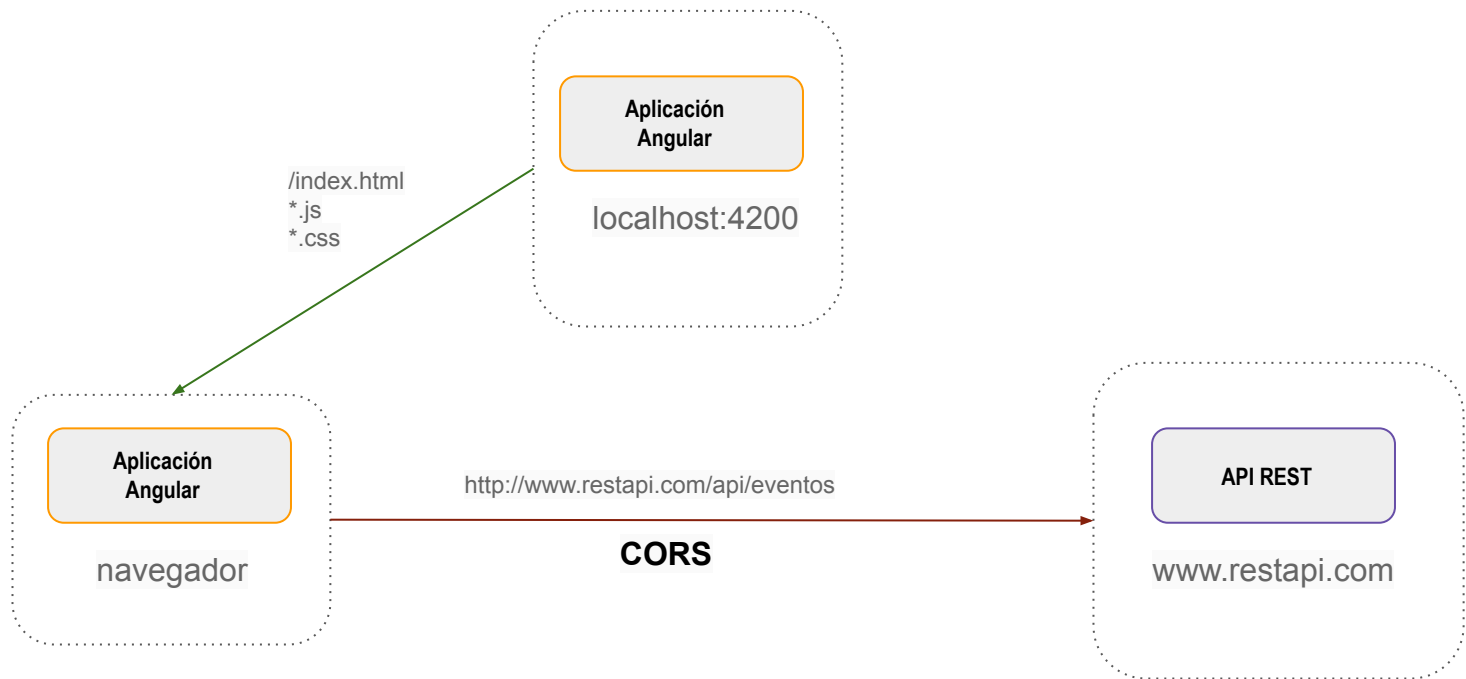 Aplicación
Angular
localhost:4200
/index.html
*.js
*.css
Aplicación
Angular
navegador
http://www.restapi.com/api/eventos
CORS
API REST
www.restapi.com